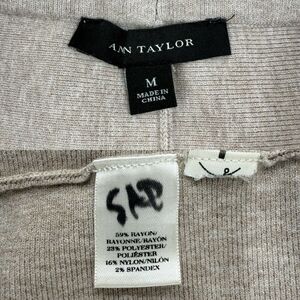 ANN TAYLOR
M
MADE IN
CHINA
59% RAYON/
RAYONNE/RAYÓN
23% POLYESTER/
POLIÉSTER
16% NYLON/NILÓN
2% SPANDEX